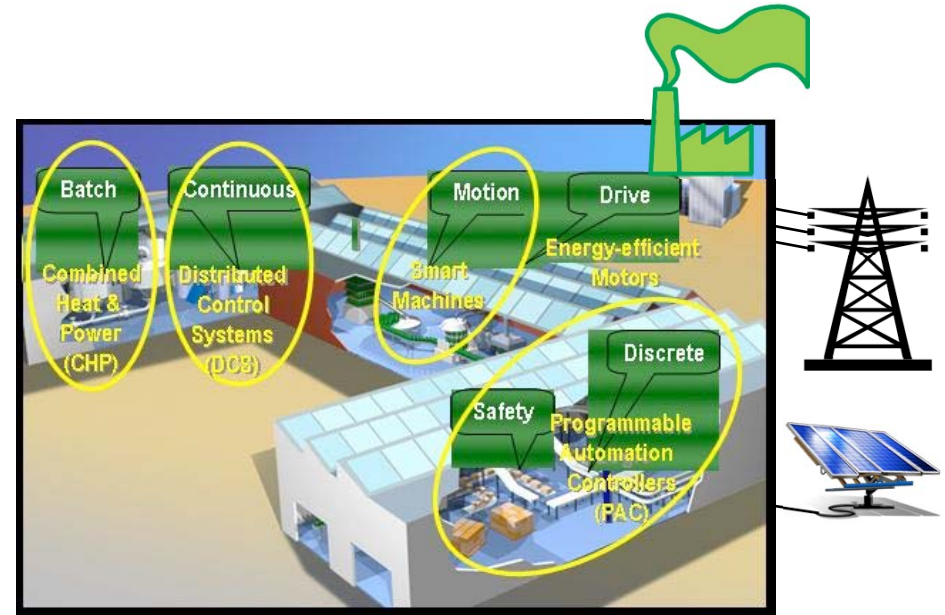 Batch
Combined
Heat &
Power
(CHP)
Continuous
Distributed
Control
Systems
(DCS)
Motion
Smart
Machines
Drive
Energy-efficient
Motors
Safety
Discrete
Programmable
Automation
Controllers
(PAC)